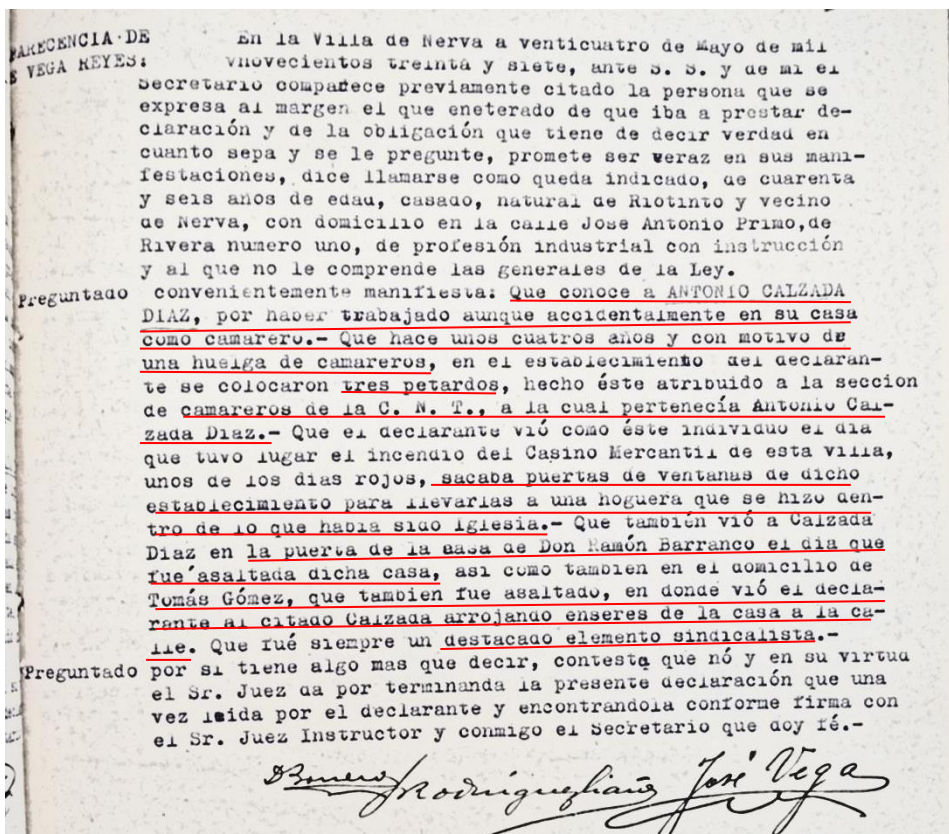 PARECENCIA DE
E VEGA REYES:
En la Villa de Nerva a venticuatro de Mayo de mil
vnovecientos treinta y siete, ante S. S. y de mi el
Secretario comparece previamente citado la persona que se
expresa al margen el que eneterado de que iba a prestar de-
claración y de la obligación que tiene de decir verdad en
cuanto sepa y se le pregunte, promete ser veraz en sus mani-
festaciones, dice llamarse como queda indicado, de cuarenta
y seis años de edad, casado, natural de Riotinto y vecino
de Nerva, con domicilio en la calle Jose Antonio Primo,de
Rivera numero uno, de profesión industrial con instrucción
y al que no le comprende las generales de la Ley.
Preguntado convenientemente manifiesta: Que conoce a ANTONIO CALZADA
DIAZ, por haber trabajado aunque accidentalmente en su casa
como camarero.- Que hace unos cuatros años y con motivo de
una huelga de camareros, en el establecimiento del declaran-
te se colocaron tres petardos, hecho éste atribuido a la seccion
de camareros de la C. N. T., a la cual pertenecía Antonio Cal-
zada Diaz.- Que el declarante vió como éste individuo el dia
que tuvo lugar el incendio del Casino Mercantil de esta villa,
unos de los dias rojos, sacaba puertas de ventanas de dicho
establecimiento para llevarlas a una hoguera que se hizo den-
tro de lo que habia sido iglesia.- Que también vió a Calzada
Diaz en la puerta de la casa de Don Ramón Barranco el dia que
fue asaltada dicha casa, asi como tambien en el domicilio de
Tomás Gómez, que tambien fue asaltado, en donde vió el decla-
rante al citado Calzada arrojando enseres de la casa a la ca-
lle. Que fué siempre un destacado elemento sindicalista.-
Preguntado por si tiene algo mas que decir, contesta que nó y en su virtud
el Sr. Juez da por terminanda la presente declaración que una
vez leida por el declarante y encontrandola conforme firma con
el Sr. Juez Instructor y conmigo el Secretario que doy fé.-
José Vega